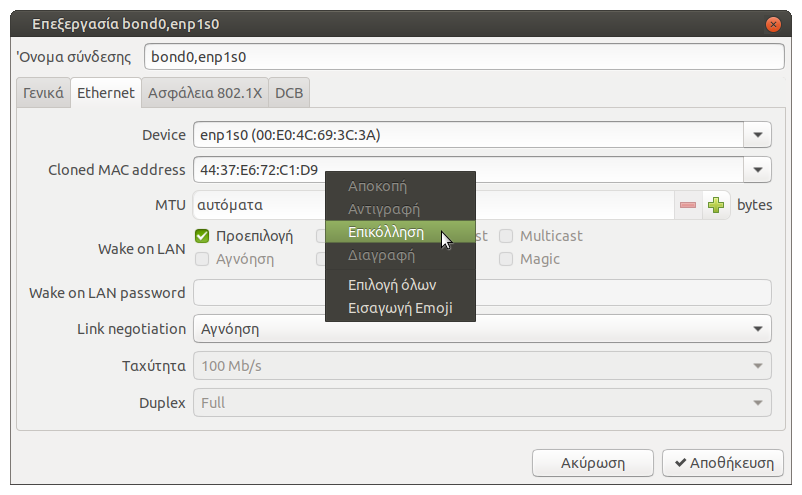 Επεξεργασία bond0,enp1s0
Όνομα σύνδεσης bond0,enp1s0
Γενικά Ethernet Ασφάλεια 802.1X DCB
Device enp1s0 (00:E0:4C:69:3C:3A)
Cloned MAC address 44:37:E6:72:C1:D9
Αποκοπή
MTU αυτόματα bytes
Αντιγραφή
Wake on LAN Προεπιλογή Multicast
Επικόλληση
Αγνόηση Magic
Διαγραφή
Wake on LAN password
Επιλογή όλων
Εισαγωγή Emoji
Link negotiation Αγνόηση
Ταχύτητα 100 Mb/s
Duplex Full
Ακύρωση Αποθήκευση